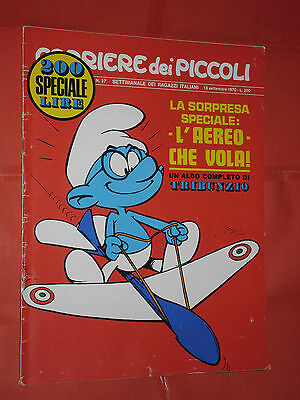 CORRIERE dei PICCOLI
200
SPECIALE
LIRE
N. 37 SETTIMANALE DEI RAGAZZI ITALIANI 13 settembre 1970 - L. 200
LA SORPRESA
SPECIALE:
- L'AEREO -
CHE VOLA!
UN ALBO COMPLETO DI
TRIBUNZIO